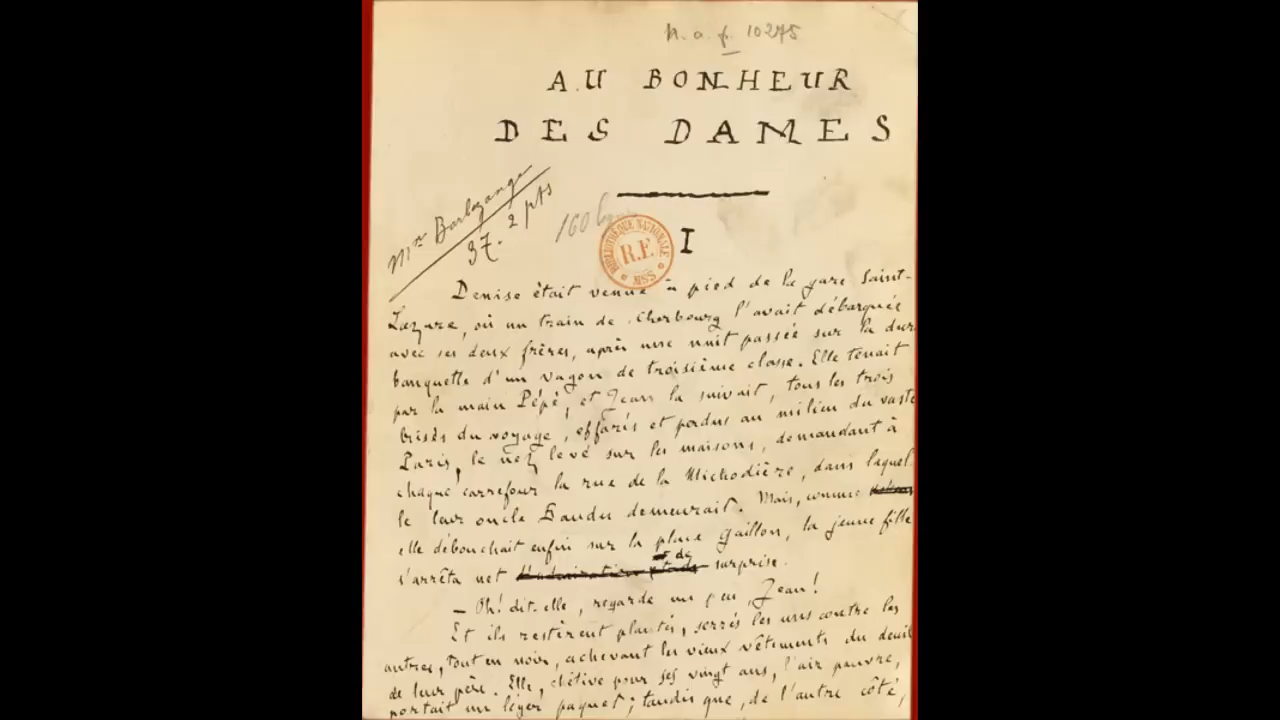 n. a. f. 10275
AU BONHEUR
DES DAMES
Mr Barbazange
37. 2 pts
160
BIBLIOTHÈQUE NATIONALE
R.F
MSS
I
Denise était venue à pied de la gare Saint-
Lazare, où un train de Cherbourg l'avait débarquée
avec ses deux frères, après une nuit passée sur la dure
banquette d'un wagon de troisième classe. Elle tenait
par la main Pépé, et Jean la suivait, tous les trois
brisés du voyage, effarés et perdus au milieu du vaste
Paris, le nez levé sur les maisons, demandant à
chaque carrefour la rue de la Michodière, dans laquel-
le leur oncle Baudu demeurait. Mais, comme
elle débouchait enfin sur la place Gaillon, la jeune fille
s'arrêta net de surprise.
— Oh! dit-elle, regarde un peu, Jean!
Et ils restèrent plantés, serrés les uns contre les
autres, tout en noir, achevant les vieux vêtements du deuil
de leur père. Elle, chétive pour ses vingt ans, l'air pauvre,
portait un léger paquet; tandis que, de l'autre côté,